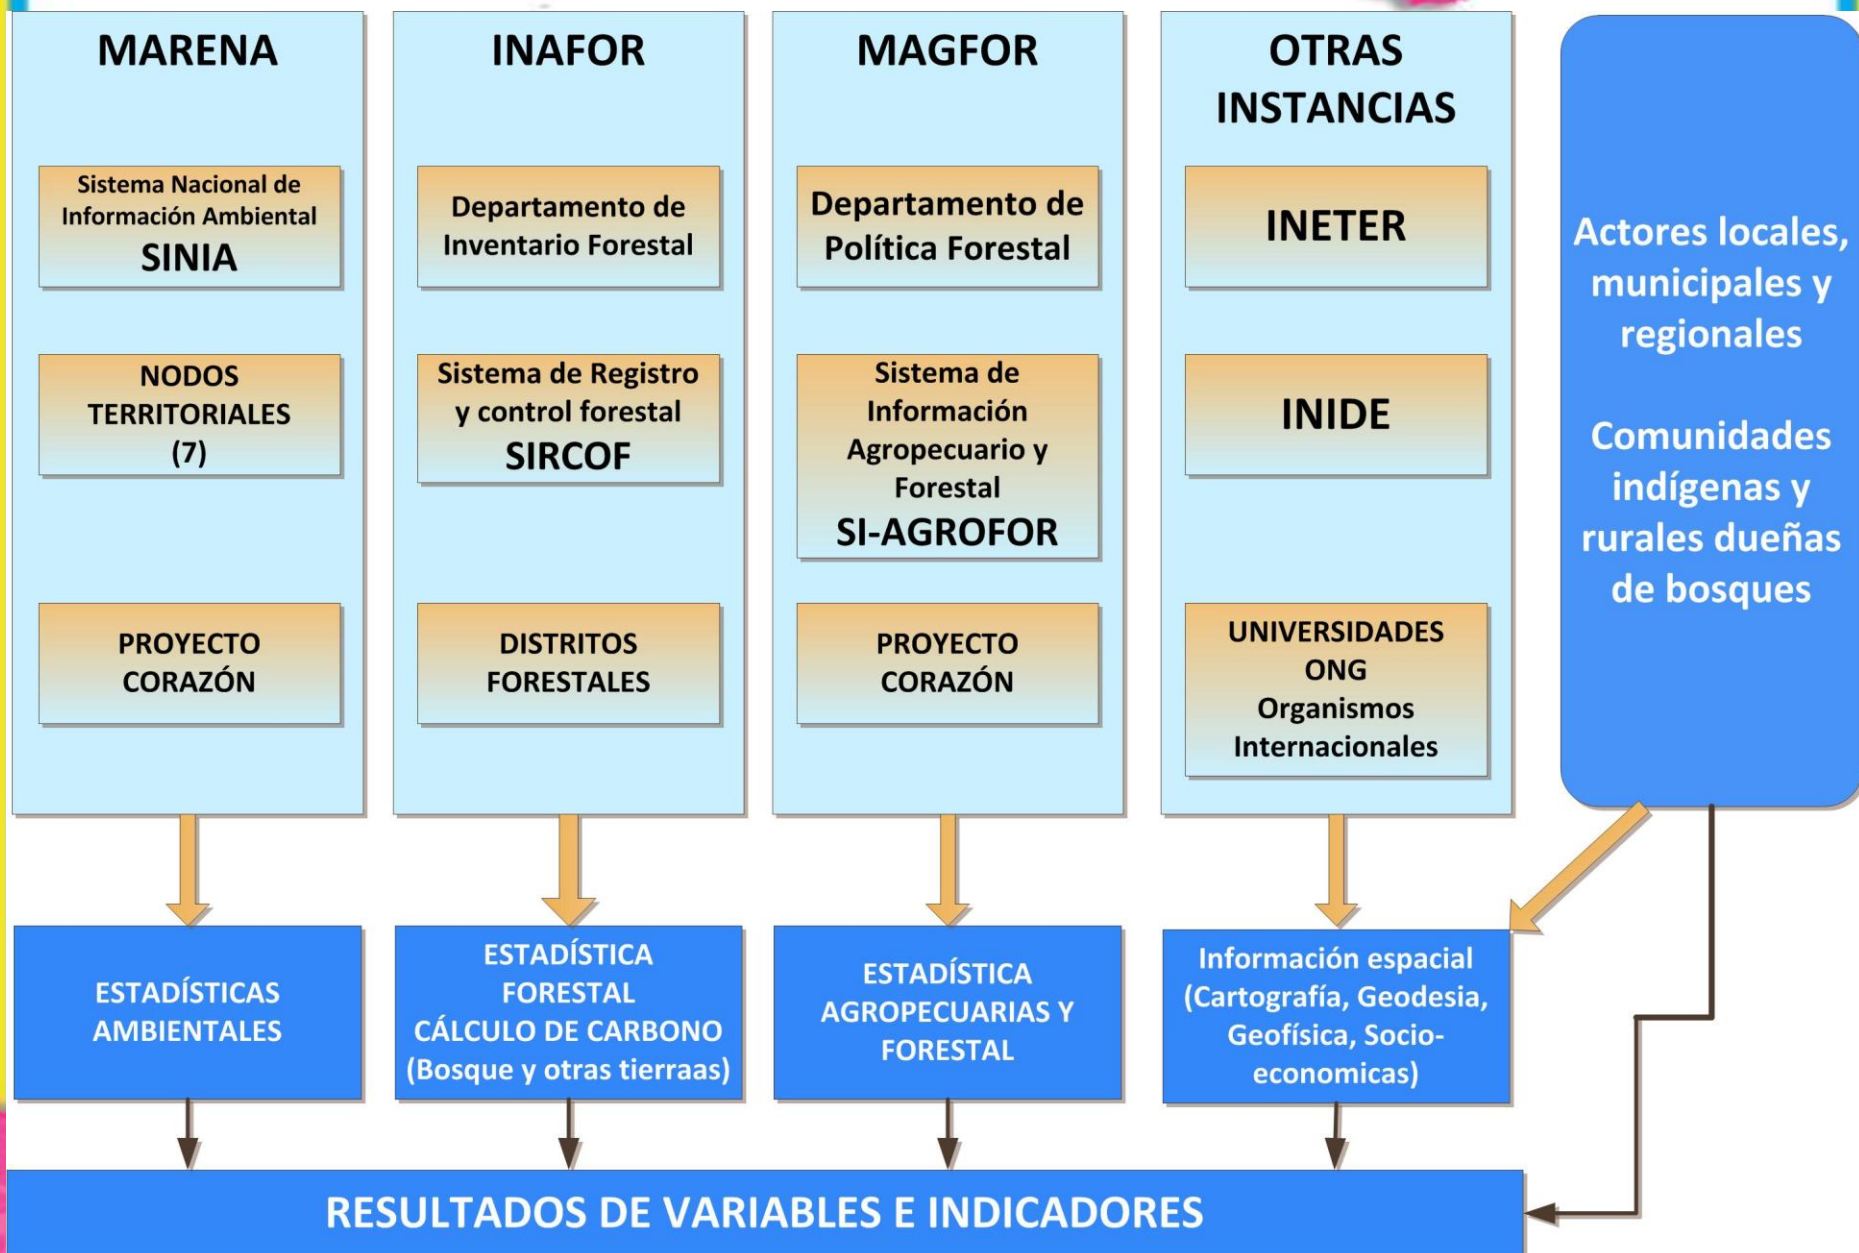 MARENA
Sistema Nacional de
Información Ambiental
SINIA
NODOS
TERRITORIALES
(7)
PROYECTO
CORAZÓN
INAFOR
Departamento de
Inventario Forestal
Sistema de Registro
y control forestal
SIRCOF
DISTRITOS
FORESTALES
MAGFOR
Departamento de
Política Forestal
Sistema de
Información
Agropecuario y
Forestal
SI-AGROFOR
PROYECTO
CORAZÓN
OTRAS
INSTANCIAS
INETER
INIDE
UNIVERSIDADES
ONG
Organismos
Internacionales
Actores locales,
municipales y
regionales
Comunidades
indígenas y
rurales dueñas
de bosques
ESTADÍSTICAS
AMBIENTALES
ESTADÍSTICA
FORESTAL
CÁLCULO DE CARBONO
(Bosque y otras tierraas)
ESTADÍSTICA
AGROPECUARIAS Y
FORESTAL
Información espacial
(Cartografía, Geodesia,
Geofísica, Socio-
economicas)
RESULTADOS DE VARIABLES E INDICADORES